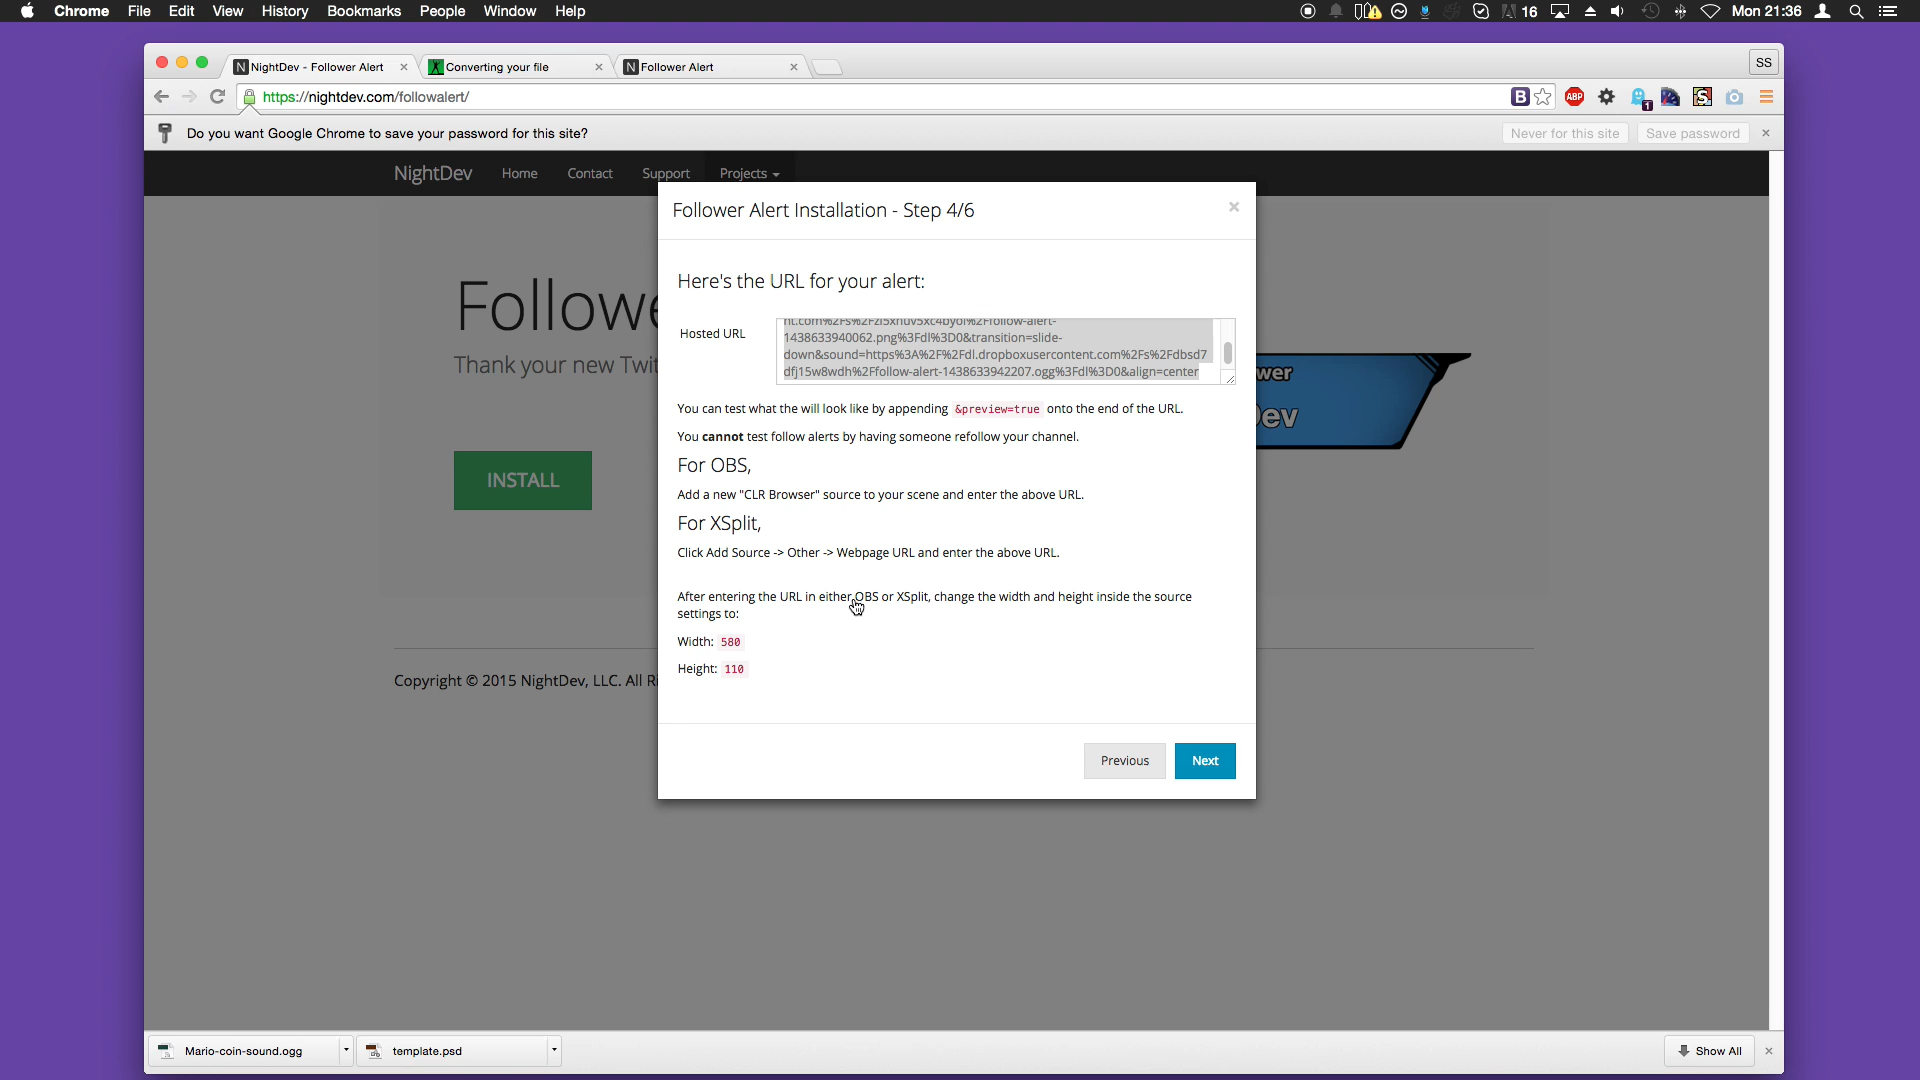 Chrome File Edit View History Bookmarks People Window Help 16 Mon 21:36
NightDev - Follower Alert Converting your file Follower Alert SS
https://nightdev.com/followalert/ ABP 1
Do you want Google Chrome to save your password for this site? Never for this site Save password
NightDev Home Contact Support Projects
Follower Alert Installation - Step 4/6
Here's the URL for your alert:
Hosted URL
1438633940062.png%3Fdl%3D0&transition=slide-
down&sound=https%3A%2F%2Fdl.dropboxusercontent.com%2Fs%2Fdbsd7
dfj15w8wdh%2Ffollow-alert-1438633942207.ogg%3Fdl%3D0&align=center
You can test what the will look like by appending &preview=true onto the end of the URL.
You cannot test follow alerts by having someone refollow your channel.
For OBS,
Add a new "CLR Browser" source to your scene and enter the above URL.
For XSplit,
Click Add Source -> Other -> Webpage URL and enter the above URL.
After entering the URL in either OBS or XSplit, change the width and height inside the source
settings to:
Width: 580
Height: 110
Previous Next
Followe
Thank your new Twit
INSTALL
wer
Dev
Copyright © 2015 NightDev, LLC. All Ri
Mario-coin-sound.ogg template.psd Show All